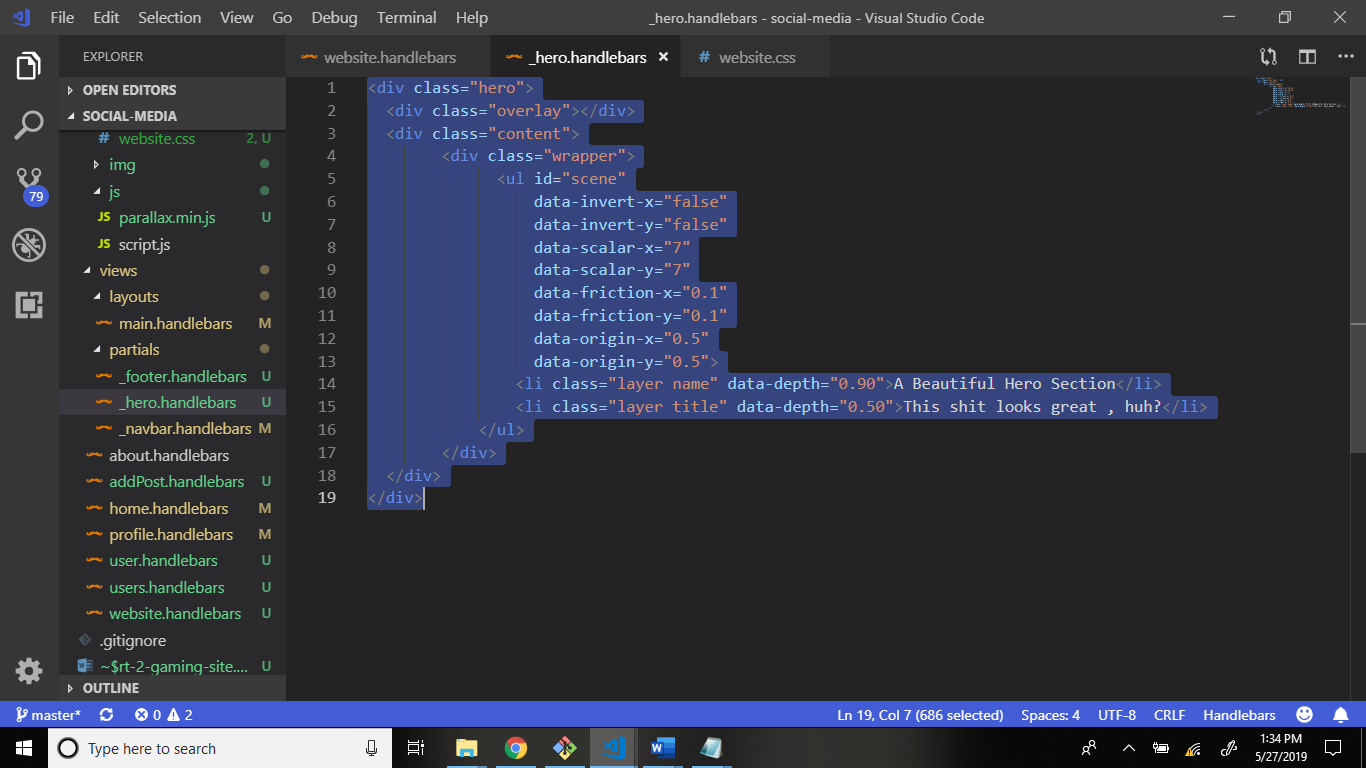 File Edit Selection View Go Debug Terminal Help
_hero.handlebars - social-media - Visual Studio Code
EXPLORER
OPEN EDITORS
SOCIAL-MEDIA
# website.css 2, U
img
js
JS parallax.min.js U
JS script.js
views
layouts
main.handlebars M
partials
_footer.handlebars U
_hero.handlebars U
_navbar.handlebars M
about.handlebars
addPost.handlebars U
home.handlebars M
profile.handlebars M
user.handlebars U
users.handlebars U
website.handlebars U
.gitignore
~$rt-2-gaming-site.... U
OUTLINE
79
website.handlebars
_hero.handlebars ×
# website.css
1 <div class="hero">
2 <div class="overlay"></div>
3 <div class="content">
4 <div class="wrapper">
5 <ul id="scene"
6 data-invert-x="false"
7 data-invert-y="false"
8 data-scalar-x="7"
9 data-scalar-y="7"
10 data-friction-x="0.1"
11 data-friction-y="0.1"
12 data-origin-x="0.5"
13 data-origin-y="0.5">
14 <li class="layer name" data-depth="0.90">A Beautiful Hero Section</li>
15 <li class="layer title" data-depth="0.50">This shit looks great , huh?</li>
16 </ul>
17 </div>
18 </div>
19 </div>
master* 0 2 Ln 19, Col 7 (686 selected) Spaces: 4 UTF-8 CRLF Handlebars
Type here to search
1:34 PM
5/27/2019